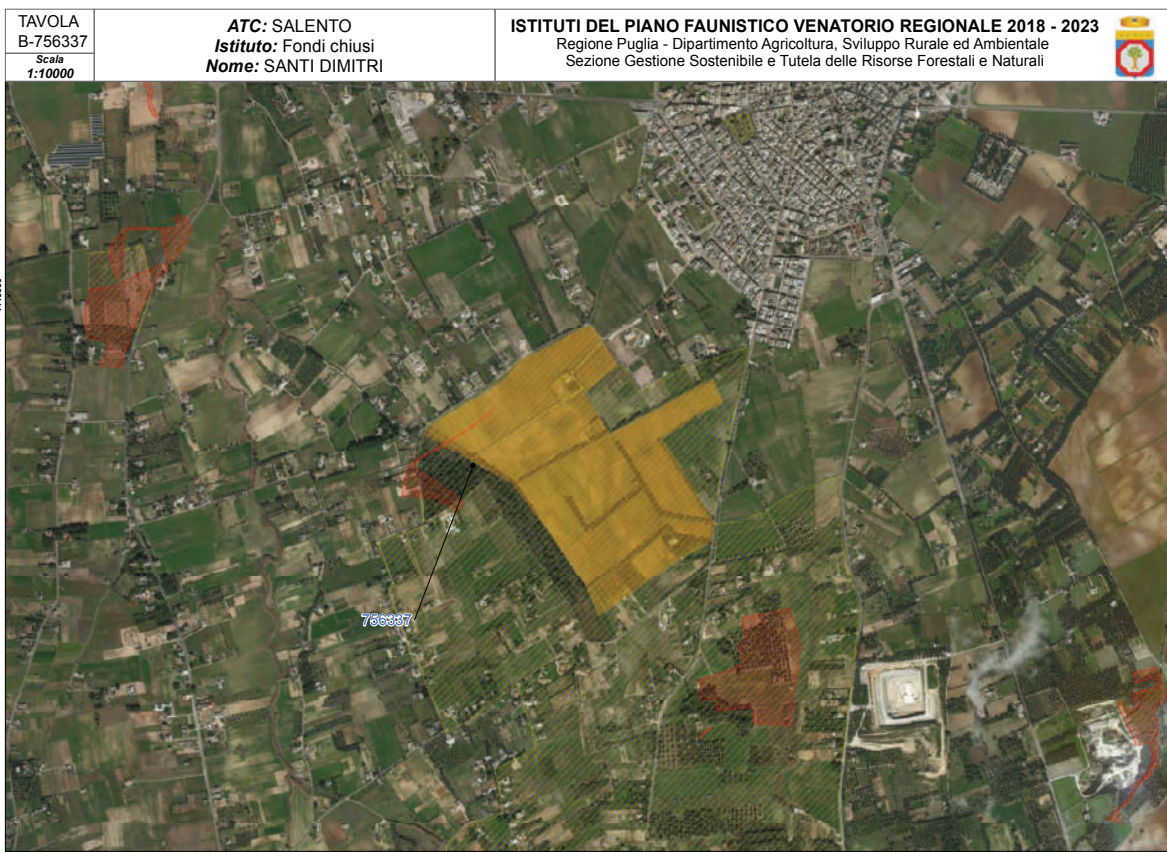 TAVOLA
B-756337
Scala
1:10000
ATC: SALENTO
Istituto: Fondi chiusi
Nome: SANTI DIMITRI
ISTITUTI DEL PIANO FAUNISTICO VENATORIO REGIONALE 2018 - 2023
Regione Puglia - Dipartimento Agricoltura, Sviluppo Rurale ed Ambientale
Sezione Gestione Sostenibile e Tutela delle Risorse Forestali e Naturali
756337